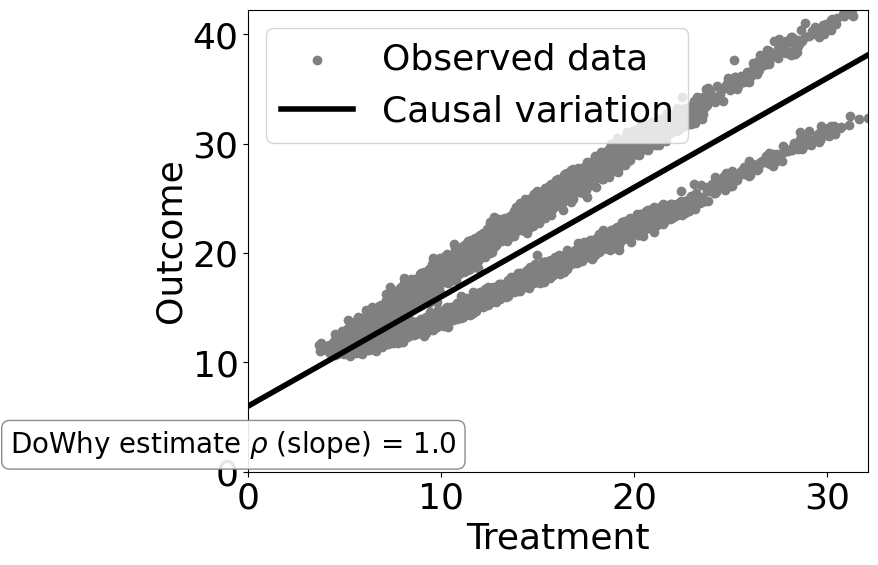 40
30
20
10
0
Outcome
Observed data
Causal variation
DoWhy estimate ρ (slope) = 1.0
0 10 20 30
Treatment